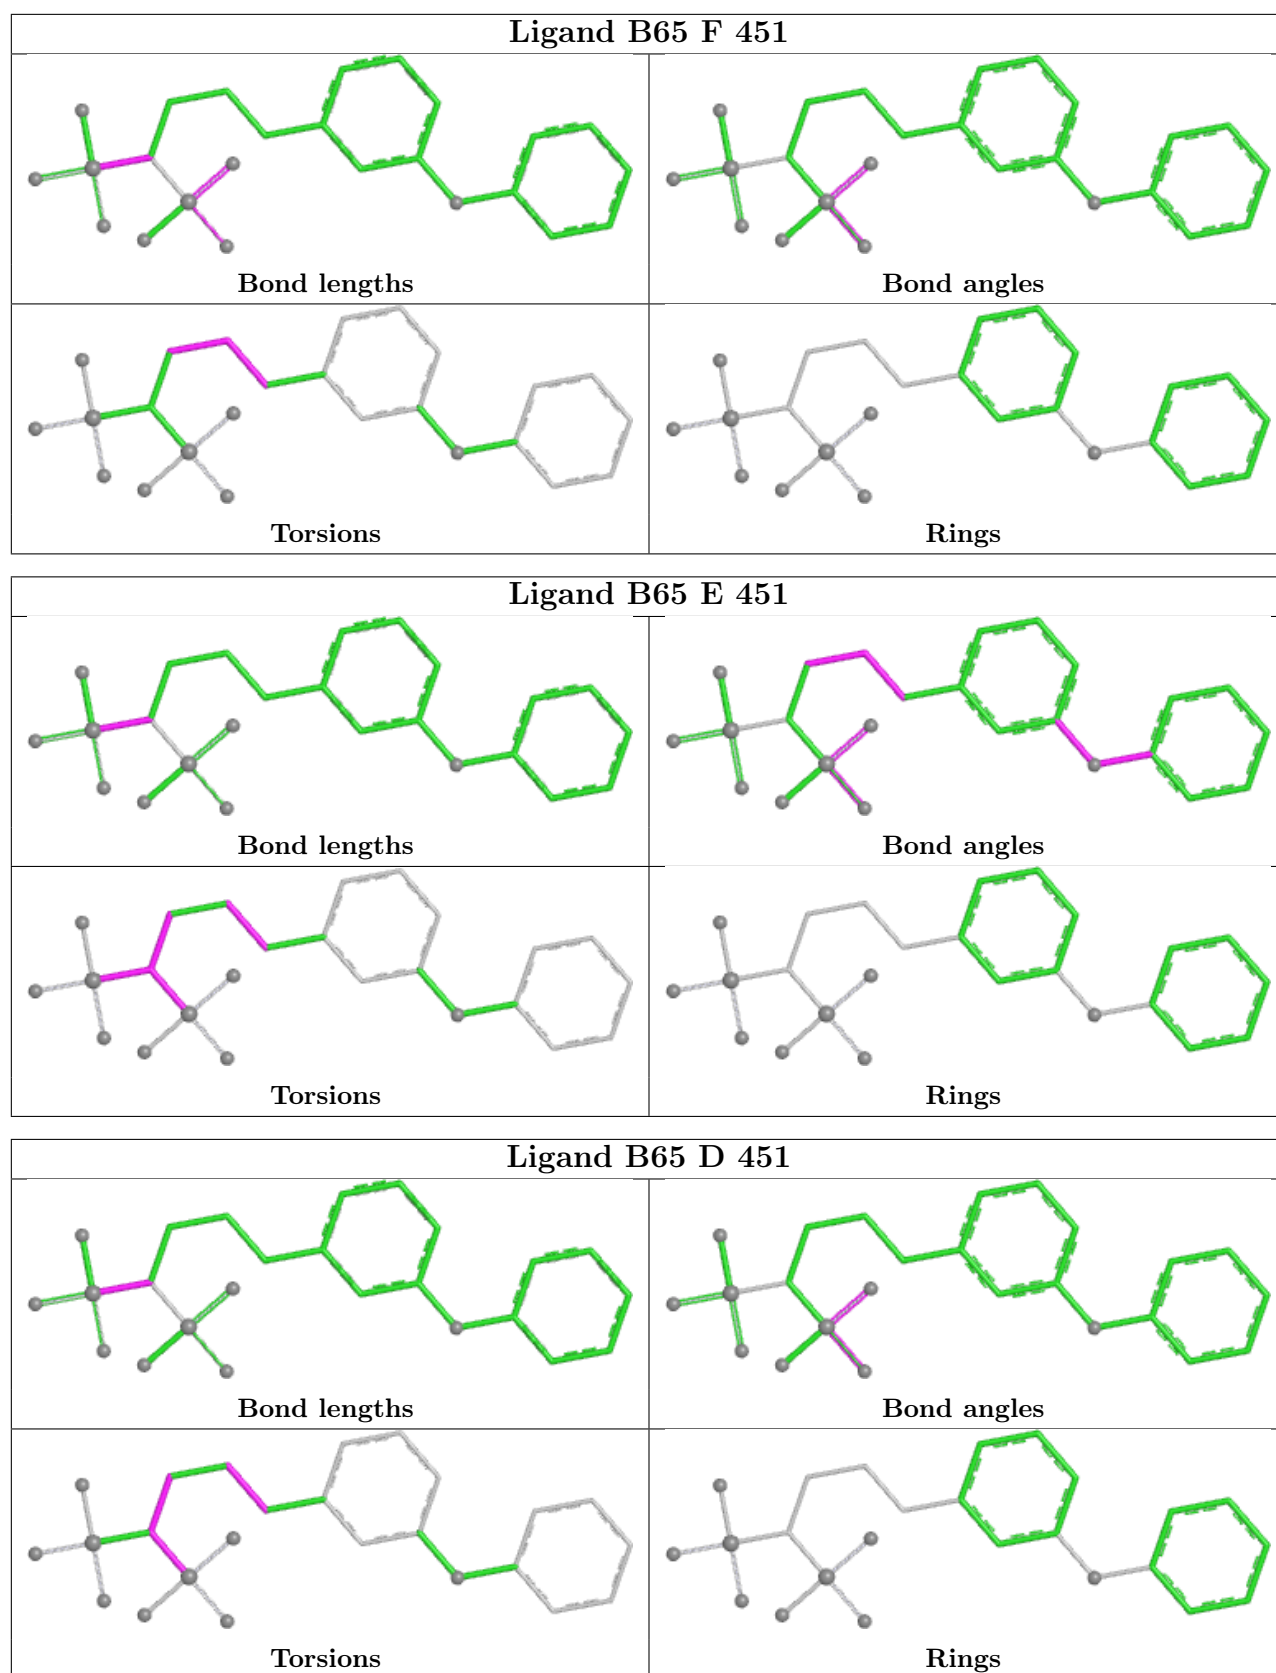 Ligand B65 F 451
Bond lengths
Bond angles
Torsions
Rings
Ligand B65 E 451
Bond lengths
Bond angles
Torsions
Rings
Ligand B65 D 451
Bond lengths
Bond angles
Torsions
Rings